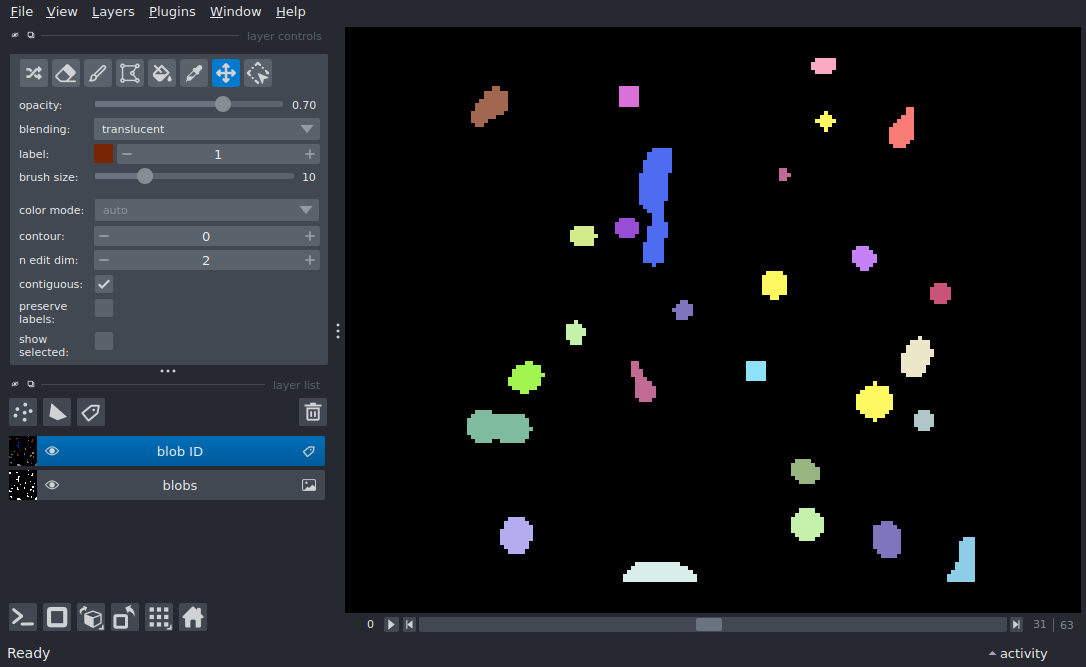 File View Layers Plugins Window Help
layer controls
opacity: 0.70
blending: translucent
label: 1
brush size: 10
color mode: auto
contour: 0
n edit dim: 2
contiguous:
preserve
labels:
show
selected:
layer list
blob ID
blobs
0 31 63
Ready
activity